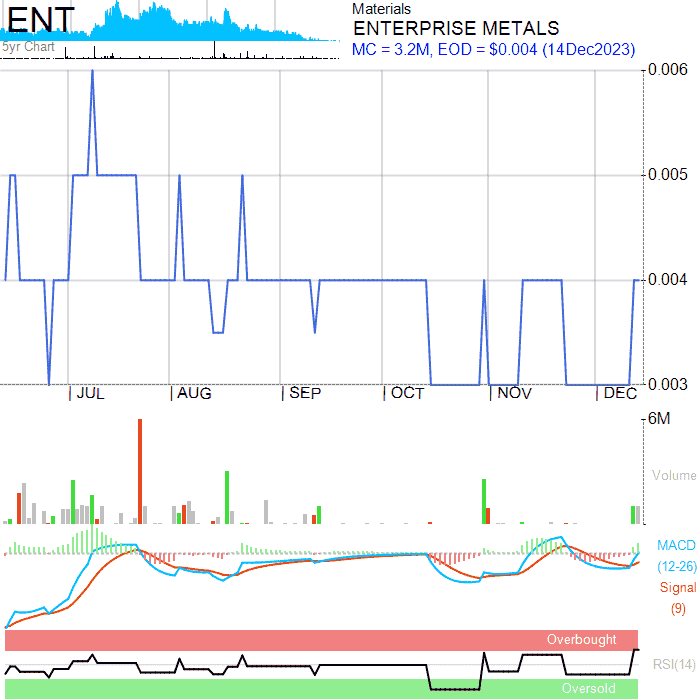 ENT
5yr Chart
Materials
ENTERPRISE METALS
MC = 3.2M, EOD = $0.004 (14Dec2023)
0.006
0.005
0.004
0.003
JUL AUG SEP OCT NOV DEC
6M
Volume
MACD
(12-26)
Signal
(9)
Overbought
RSI(14)
Oversold